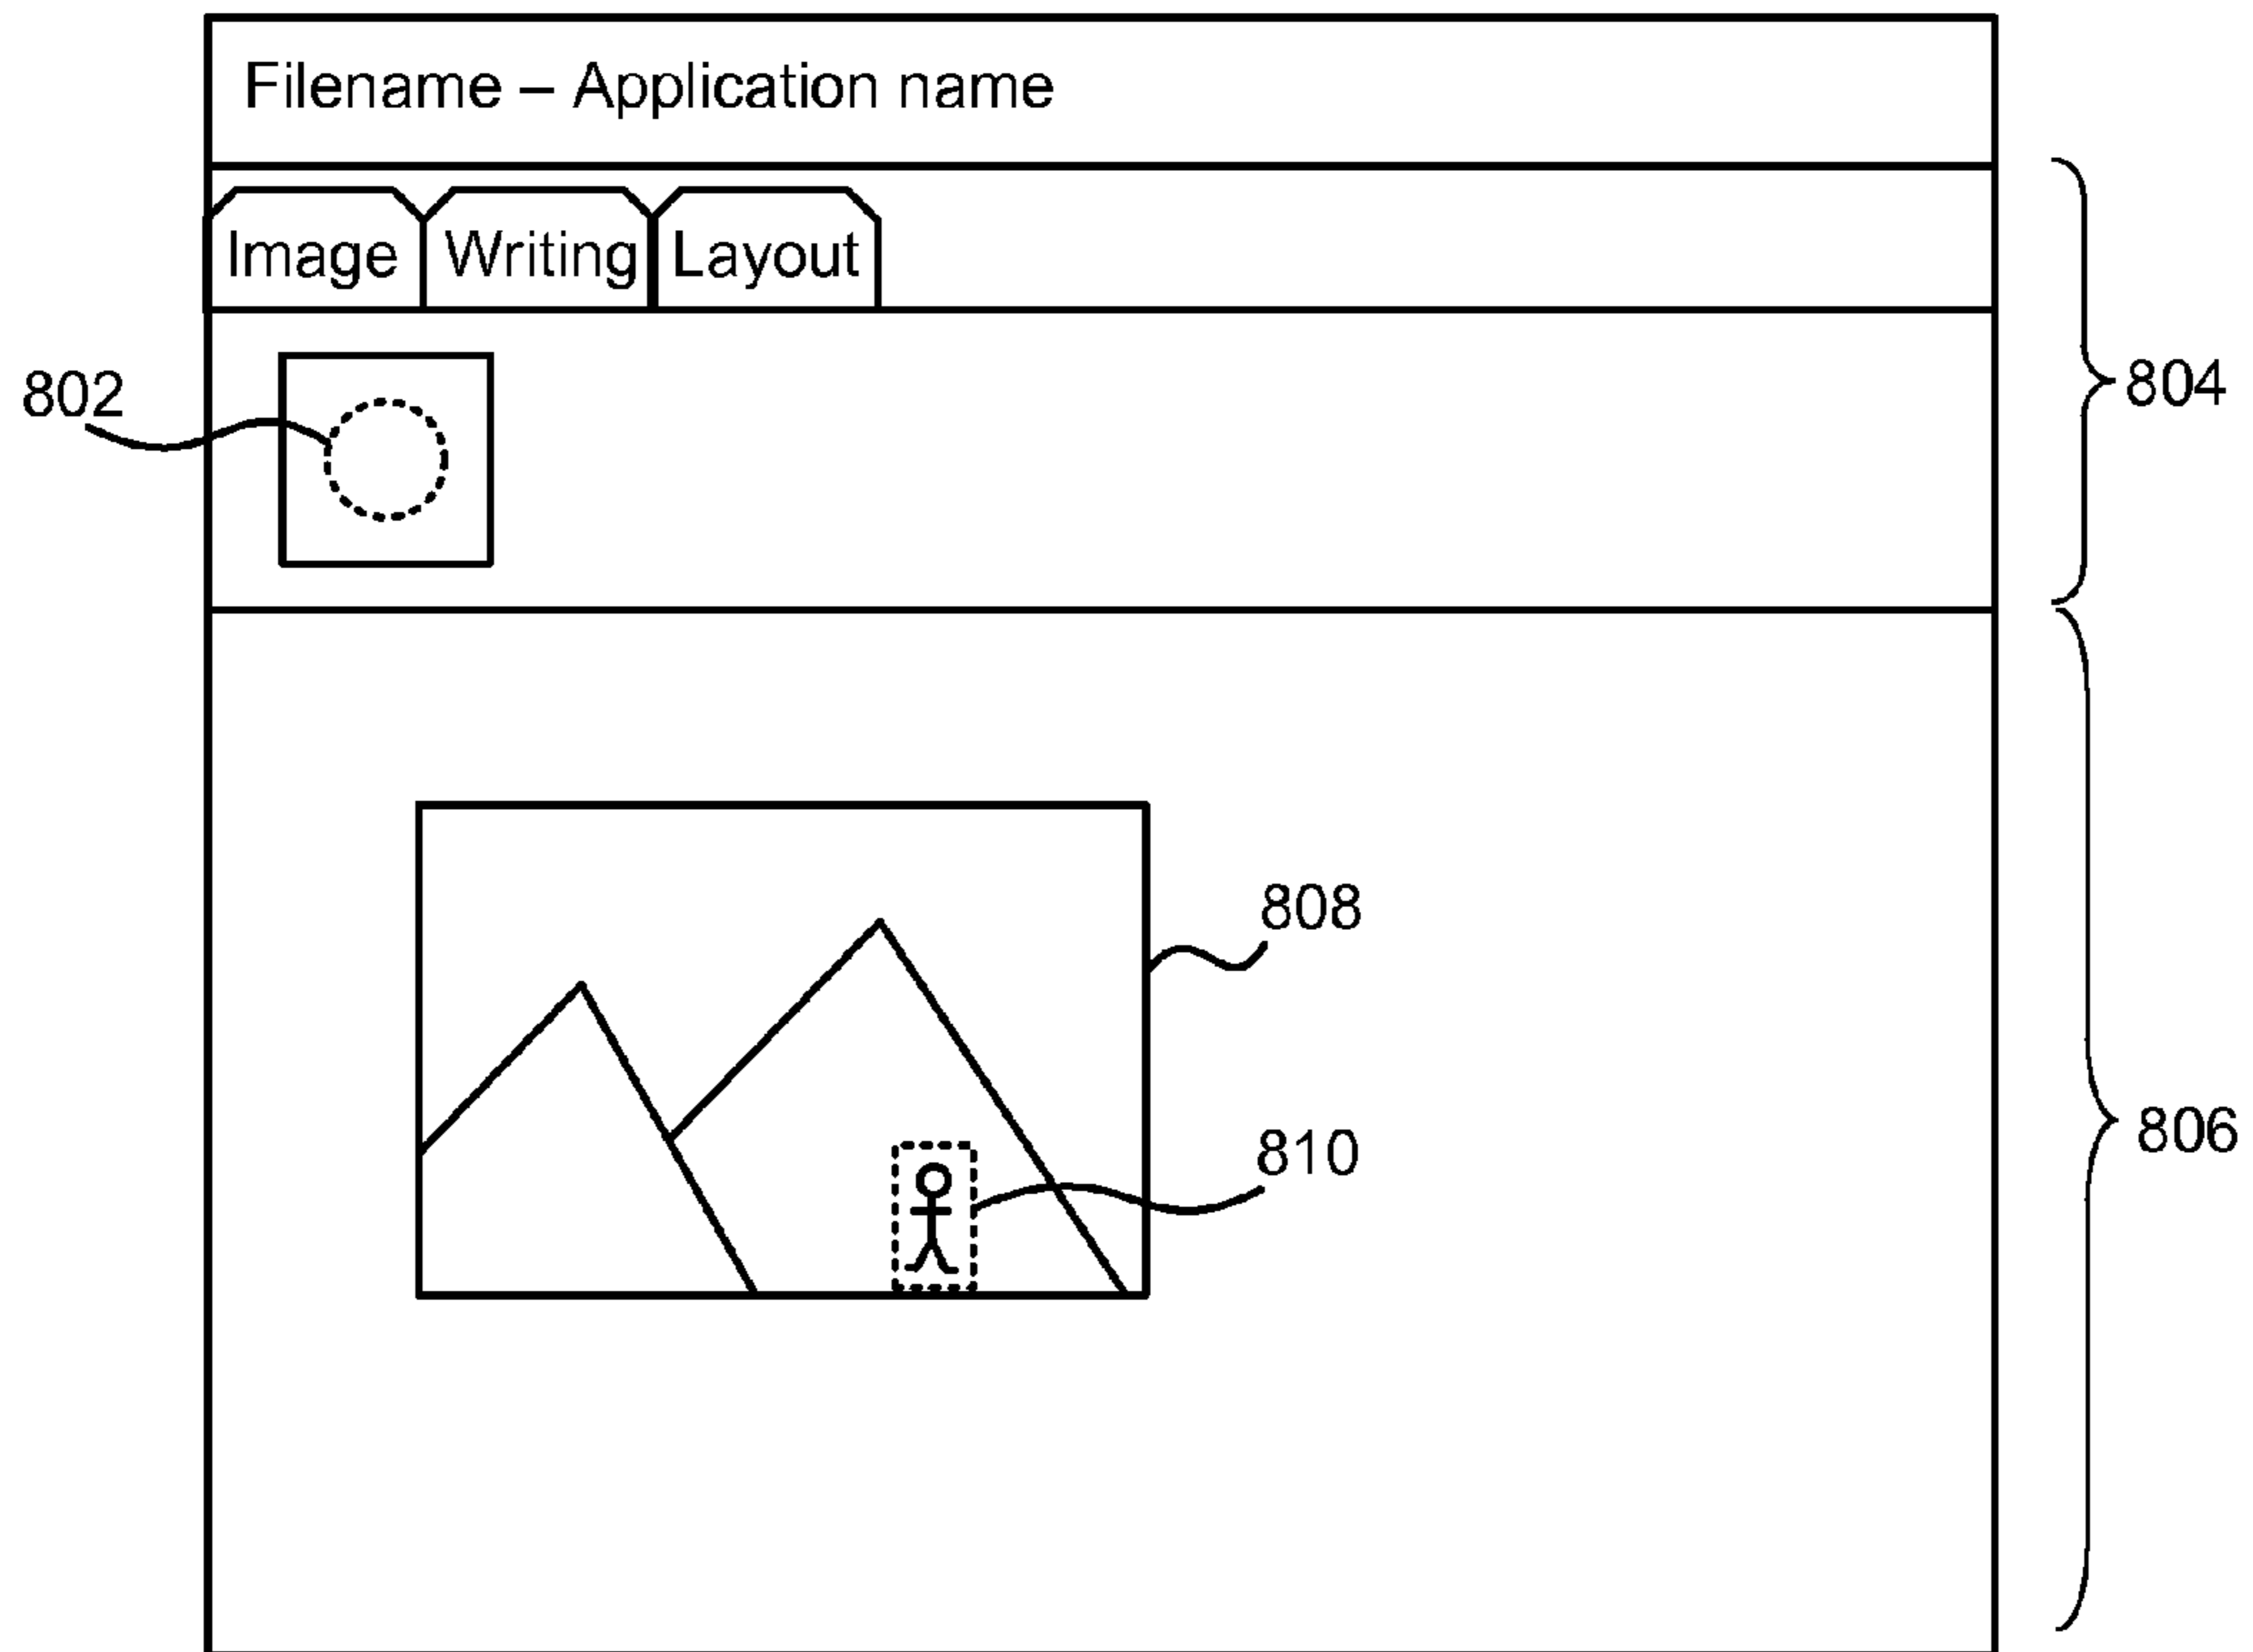 Filename – Application name
Image Writing Layout
802
804
808
810
806